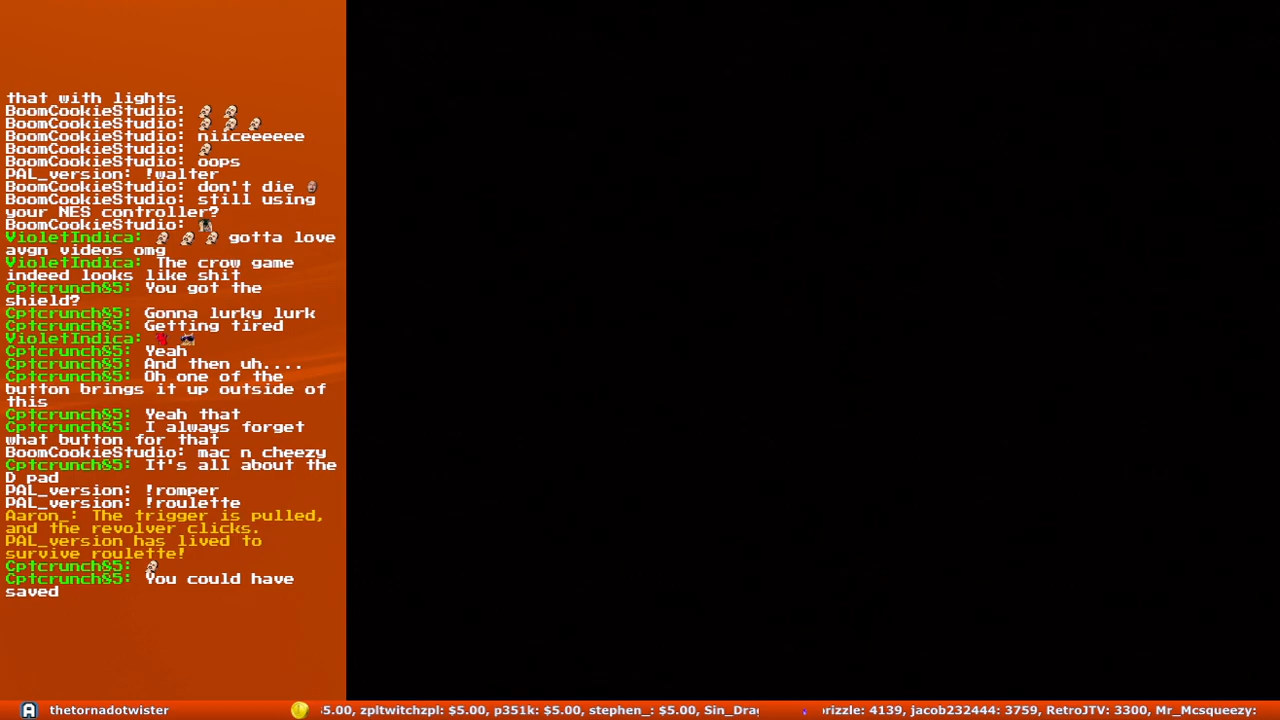 that with lights
BoomCookieStudio:
BoomCookieStudio:
BoomCookieStudio: niiceeeeee
BoomCookieStudio:
BoomCookieStudio: oops
PAL_version: !walter
BoomCookieStudio: don't die
BoomCookieStudio: still using
your NES controller?
BoomCookieStudio:
VioletIndica: gotta love
avgn videos omg
VioletIndica: The crow game
indeed looks like shit
Cptcrunch85: You got the
shield?
Cptcrunch85: Gonna lurky lurk
Cptcrunch85: Getting tired
VioletIndica:
Cptcrunch85: Yeah
Cptcrunch85: And then uh....
Cptcrunch85: Oh one of the
button brings it up outside of
this
Cptcrunch85: Yeah that
Cptcrunch85: I always forget
what button for that
BoomCookieStudio: mac n cheezy
Cptcrunch85: It's all about the
D pad
PAL_version: !romper
PAL_version: !roulette
Aaron_: The trigger is pulled,
and the revolver clicks.
PAL_version has lived to
survive roulette!
Cptcrunch85:
Cptcrunch85: You could have
saved
A thetornadotwister 5.00, zpltwitchzpl: $5.00, p351k: $5.00, stephen_: $5.00, Sin_Drag rizzle: 4139, jacob232444: 3759, RetroJTV: 3300, Mr_Mcsqueezy: